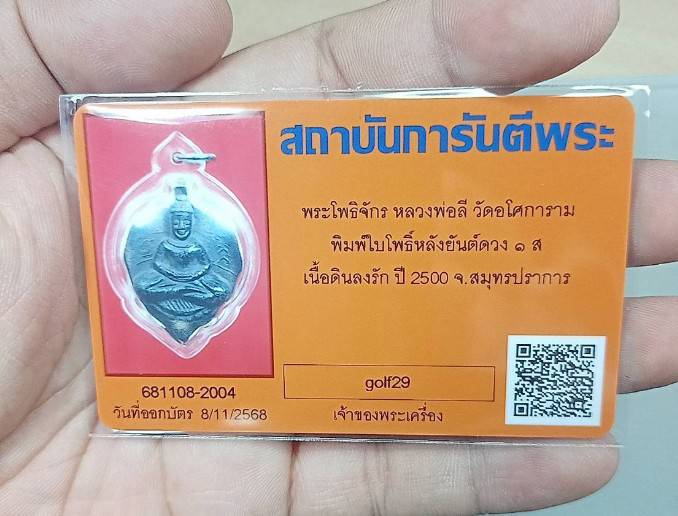 สถาบันการันตีพระ
พระโพธิจักร หลวงพ่อลี วัดอโศการาม
พิมพ์ใบโพธิ์หลังยันต์ดวง ๑ ส
เนื้อดินลงรัก ปี 2500 จ.สมุทรปราการ
golf29
เจ้าของพระเครื่อง
681108-2004
วันที่ออกบัตร 8/11/2568